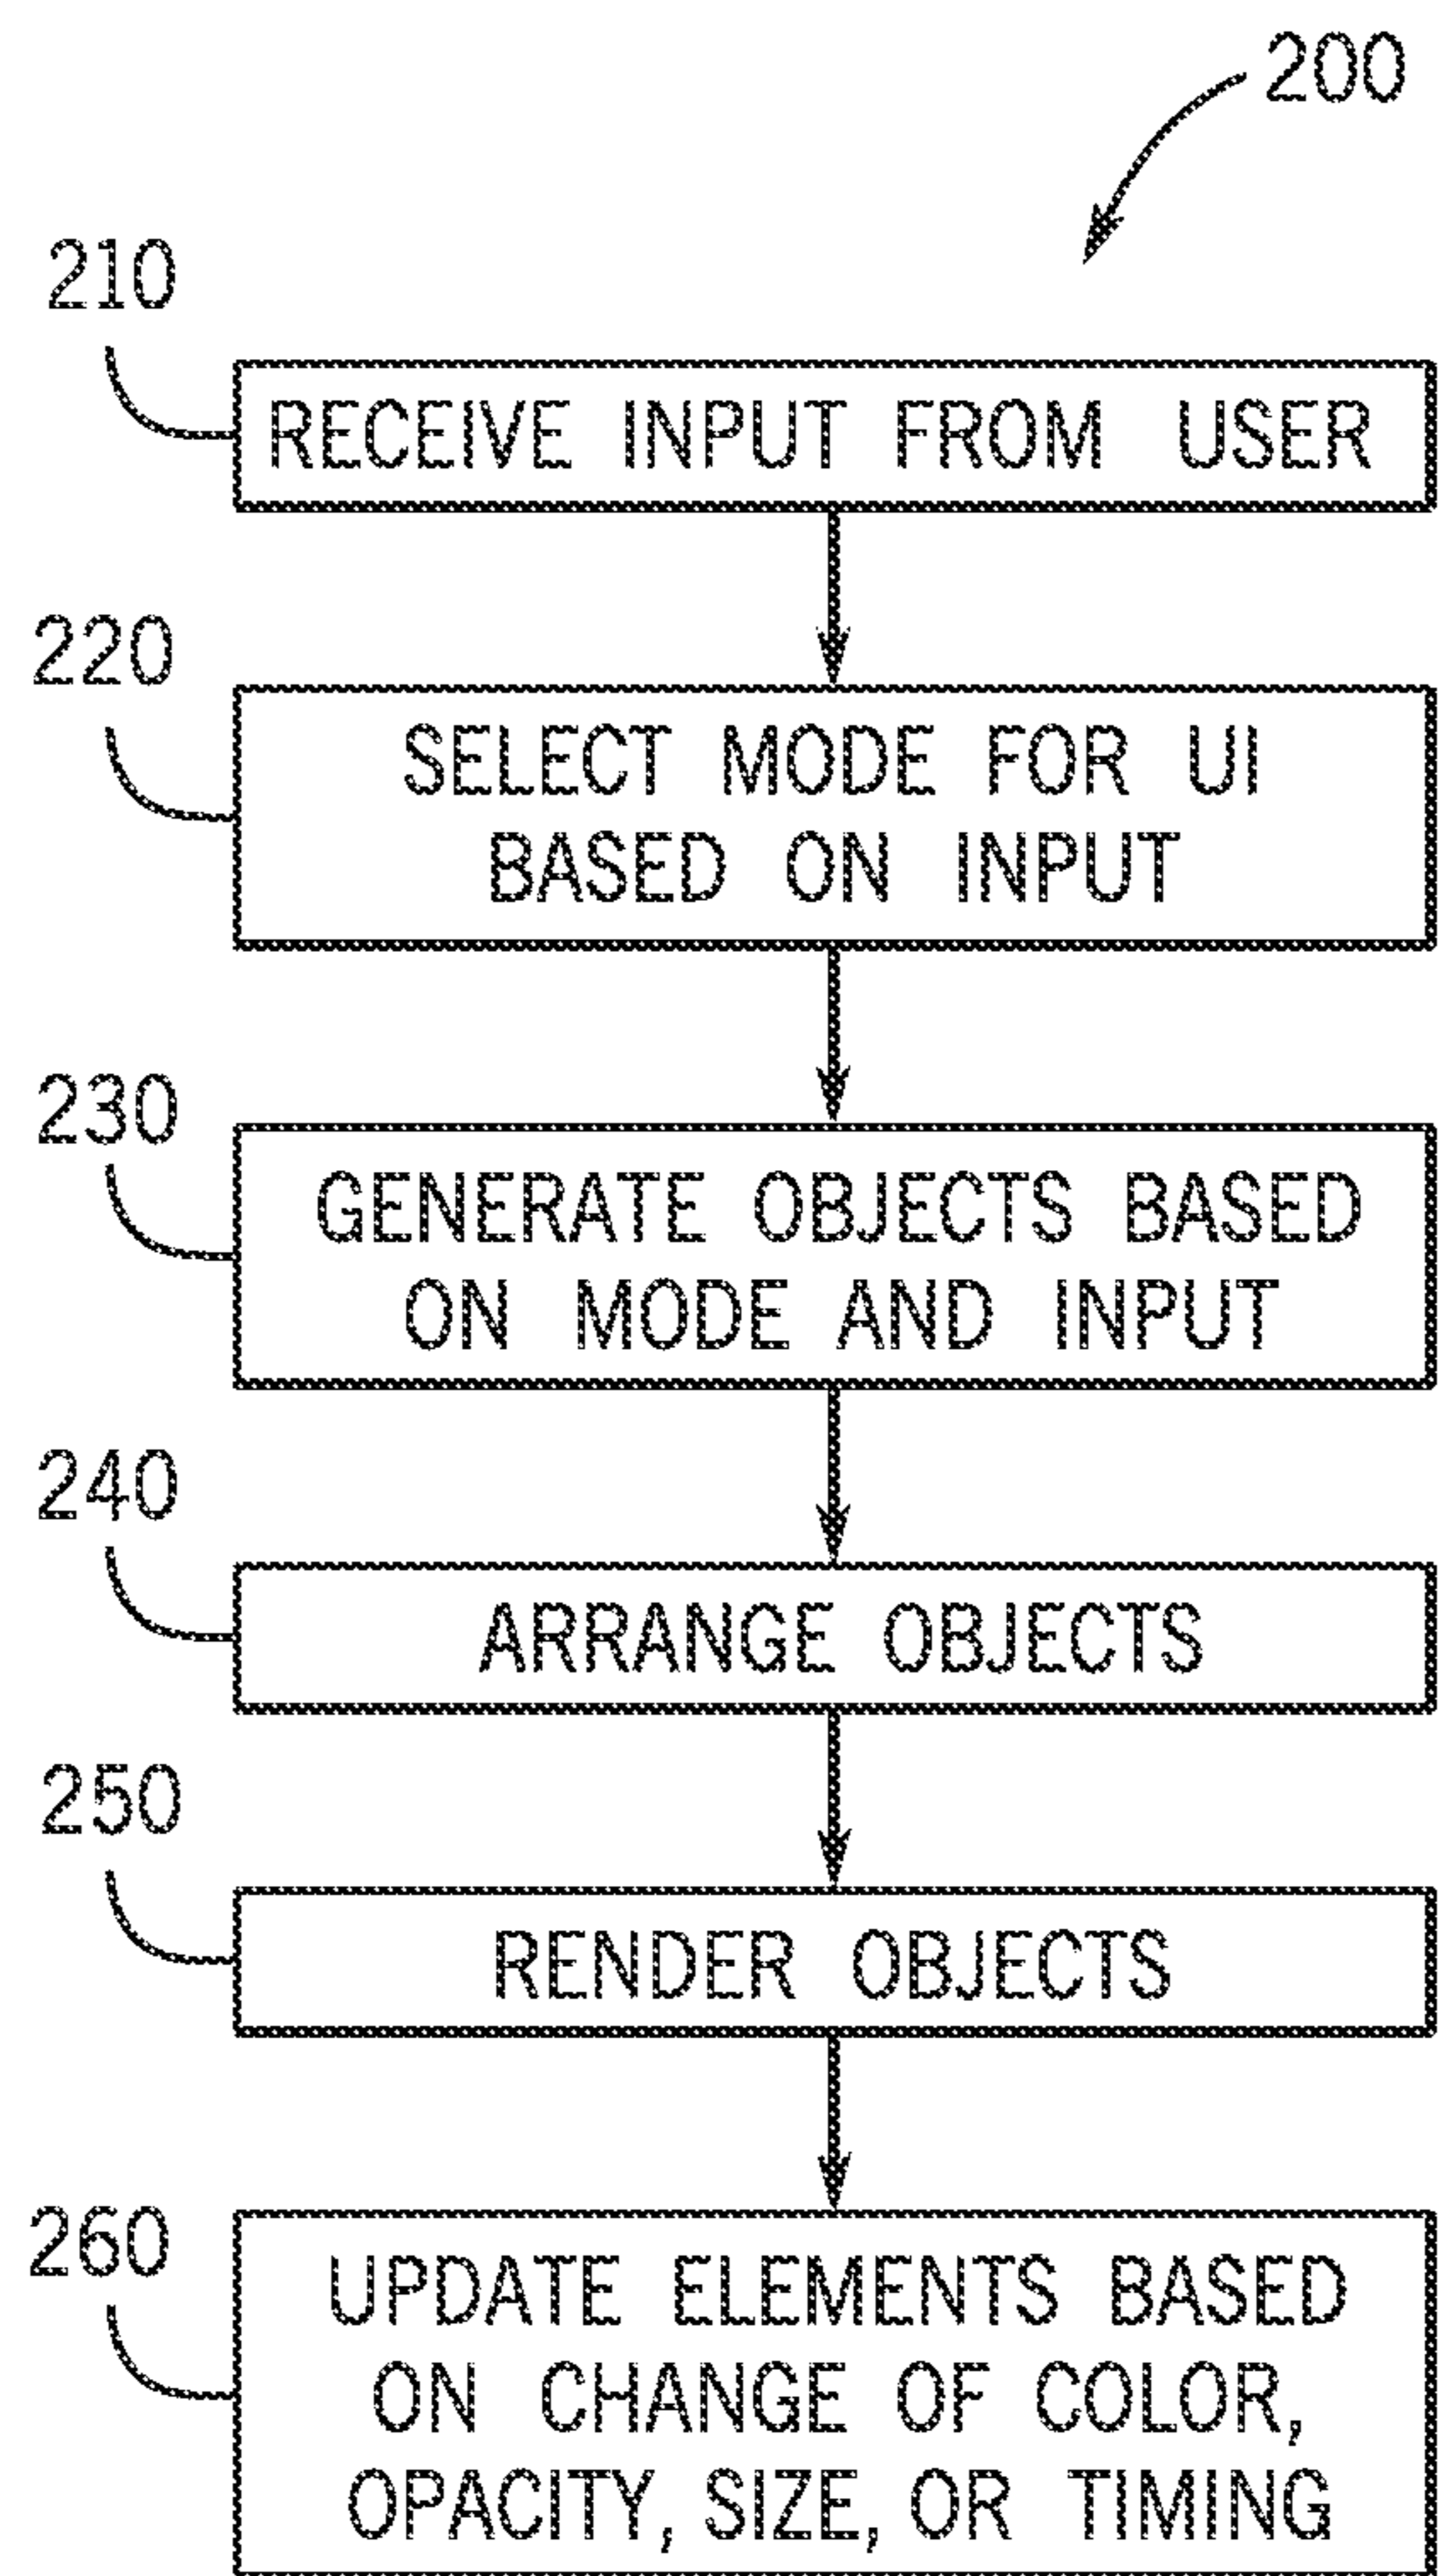 200
210
RECEIVE INPUT FROM USER
220
SELECT MODE FOR UI
BASED ON INPUT
230
GENERATE OBJECTS BASED
ON MODE AND INPUT
240
ARRANGE OBJECTS
250
RENDER OBJECTS
260
UPDATE ELEMENTS BASED
ON CHANGE OF COLOR,
OPACITY, SIZE, OR TIMING